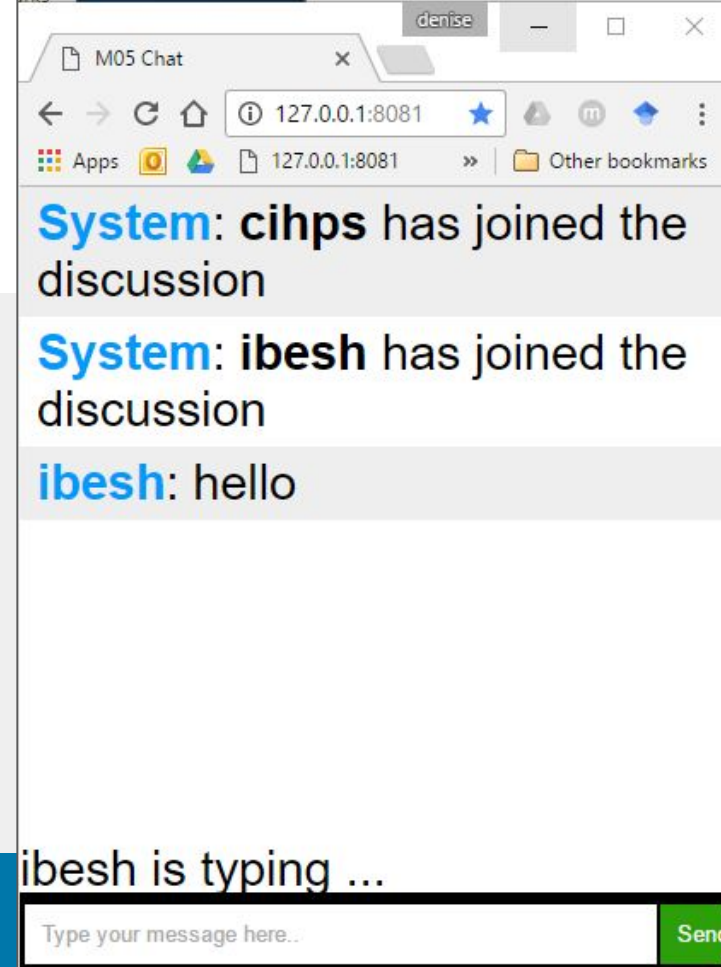 denise
M05 Chat
127.0.0.1:8081
Apps 127.0.0.1:8081 » Other bookmarks
System: cihps has joined the
discussion
System: ibesh has joined the
discussion
ibesh: hello
ibesh is typing ...
Type your message here.. Send